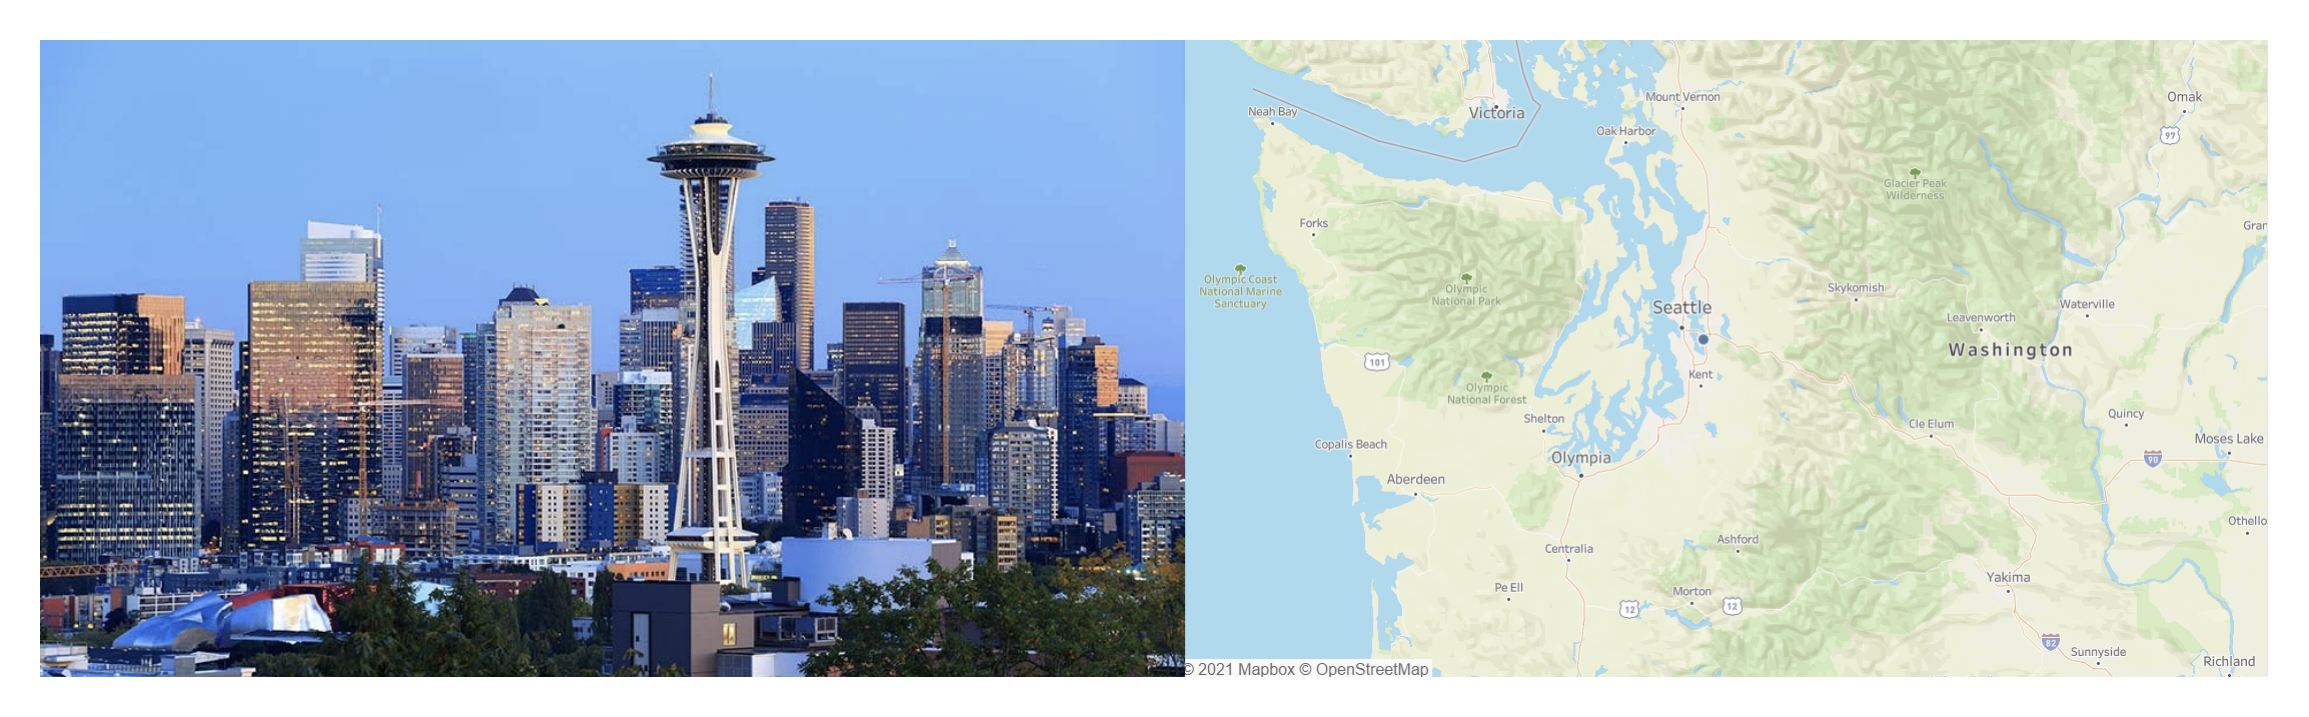 Mount Vernon
Omak
Neah Bay
Victoria
Oak Harbor
97
Glacier Peak
Wilderness
Forks
Gran
Olympic Coast
National Marine
Sanctuary
Olympic
National Park
Skykomish
Waterville
Seattle
Leavenworth
Washington
101
Kent
Olympic
National Forest
Shelton
Quincy
Cle Elum
Copalis Beach
Moses Lake
Olympia
90
Aberdeen
Othello
Ashford
Centralia
Yakima
Pe Ell
Morton
12
12
82
Sunnyside
Richland
© 2021 Mapbox © OpenStreetMap